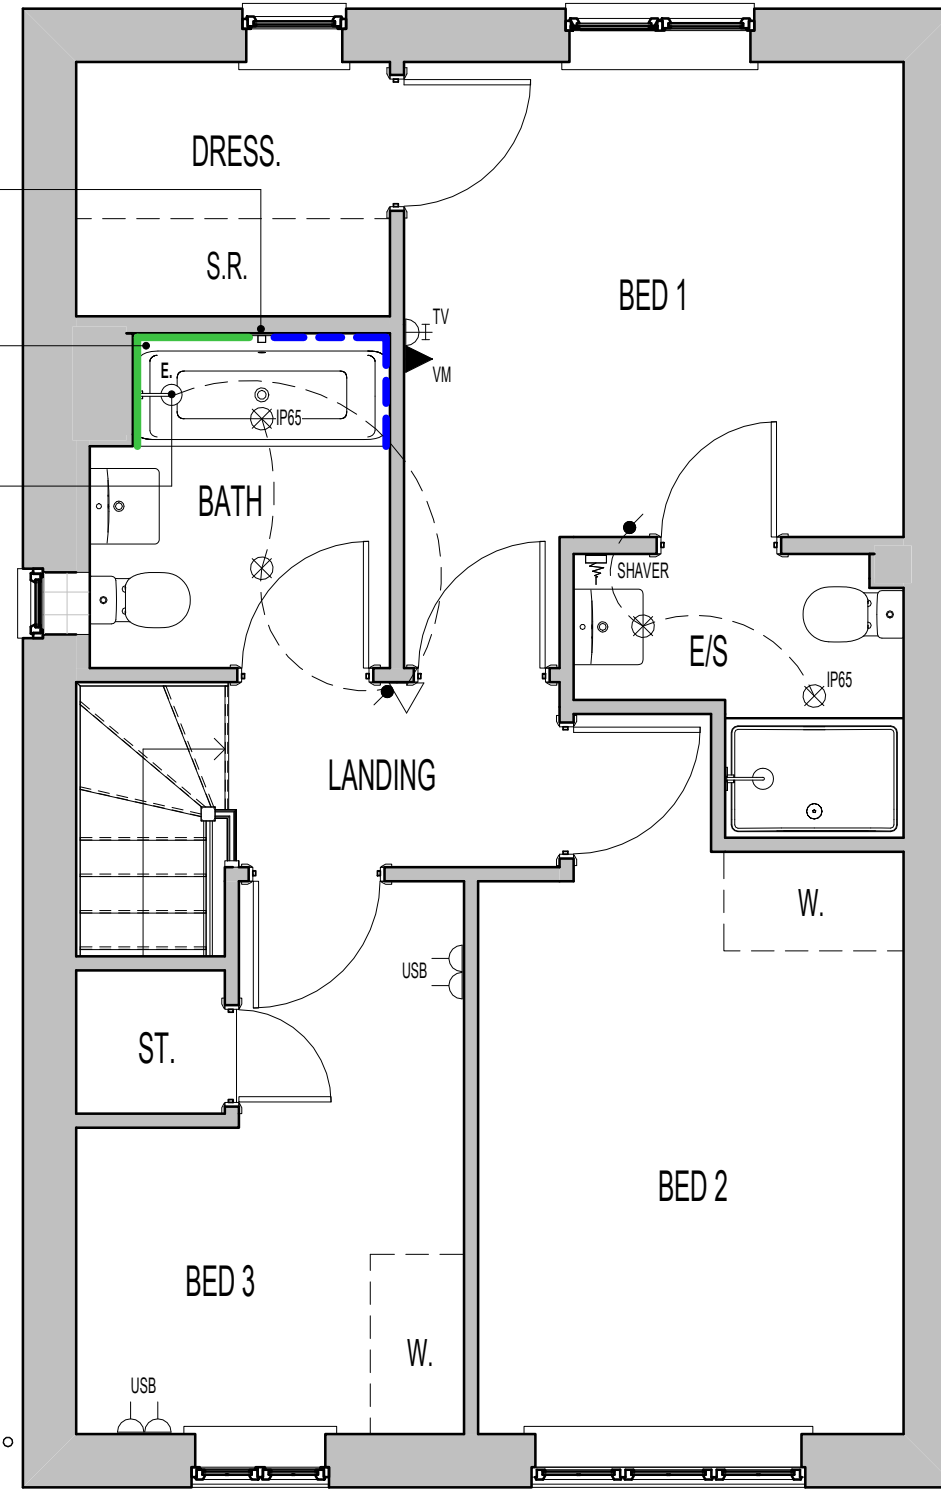 DRESS.
S.R.
BED 1
TV
VM
E.
IP65
BATH
SHAVER
E/S
IP65
LANDING
W.
USB
ST.
BED 2
BED 3
W.
USB